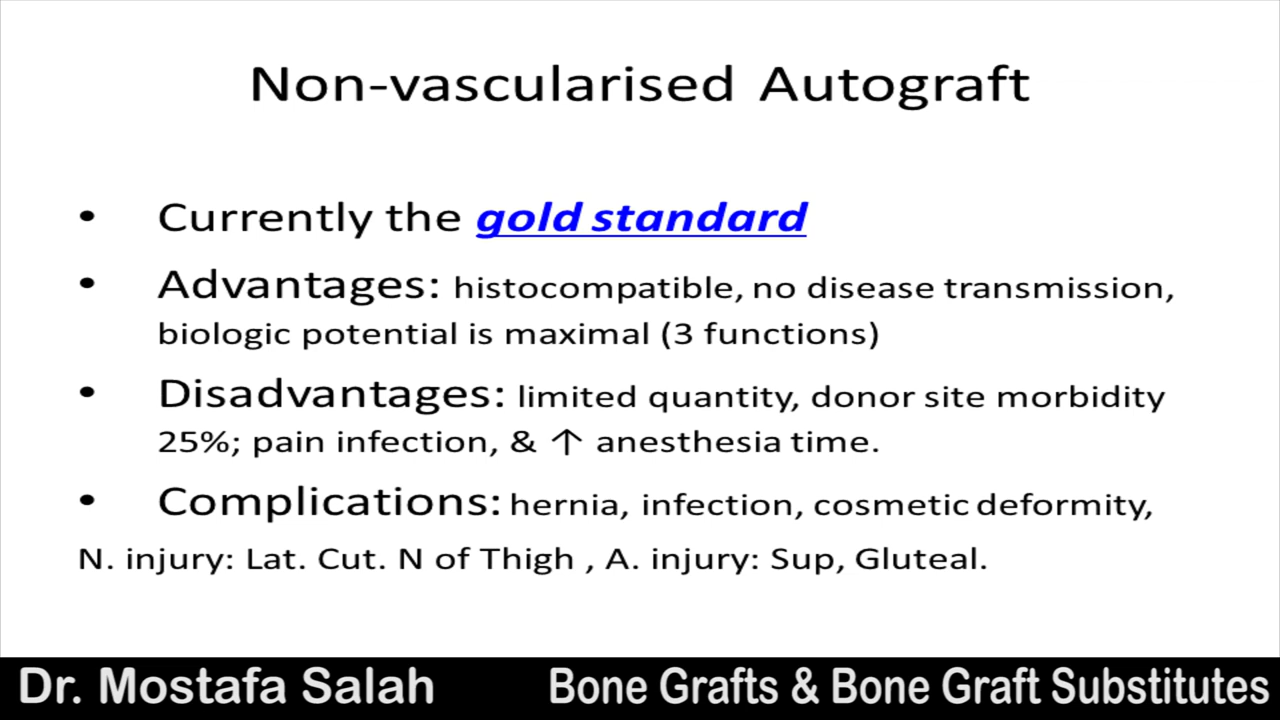 Non-vascularised Autograft
• Currently the gold standard
• Advantages: histocompatible, no disease transmission,
biologic potential is maximal (3 functions)
• Disadvantages: limited quantity, donor site morbidity
25%; pain infection, & ↑ anesthesia time.
• Complications: hernia, infection, cosmetic deformity,
N. injury: Lat. Cut. N of Thigh , A. injury: Sup, Gluteal.
Dr. Mostafa Salah Bone Grafts & Bone Graft Substitutes